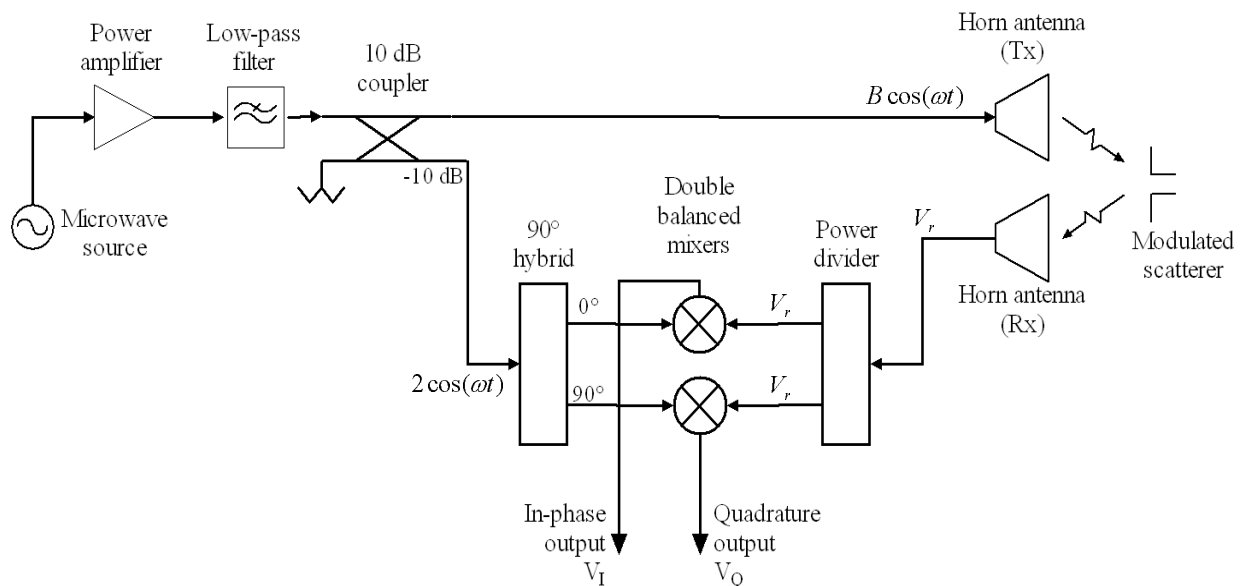 Power
amplifier
Low-pass
filter
10 dB
coupler
Horn antenna
(Tx)
B cos(ωt)
-10 dB
Microwave
source
90°
hybrid
Double
balanced
mixers
Power
divider
V_r
Modulated
scatterer
Horn antenna
(Rx)
0°
V_r
2 cos(ωt)
90°
V_r
In-phase
output
V_I
Quadrature
output
V_Q